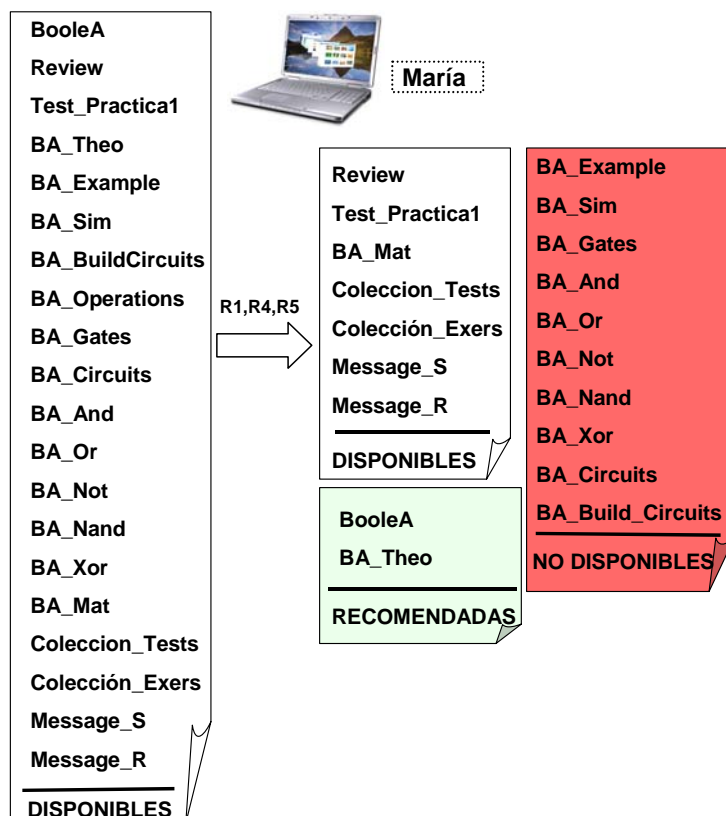 BooleA
Review
Test_Practica1
BA_Theo
BA_Example
BA_Sim
BA_BuildCircuits
BA_Operations
BA_Gates
BA_Circuits
BA_And
BA_Or
BA_Not
BA_Nand
BA_Xor
BA_Mat
Coleccion_Tests
Colección_Exers
Message_S
Message_R
DISPONIBLES
R1,R4,R5
María
Review
Test_Practica1
BA_Mat
Coleccion_Tests
Colección_Exers
Message_S
Message_R
DISPONIBLES
BooleA
BA_Theo
RECOMENDADAS
BA_Example
BA_Sim
BA_Gates
BA_And
BA_Or
BA_Not
BA_Nand
BA_Xor
BA_Circuits
BA_Build_Circuits
NO DISPONIBLES